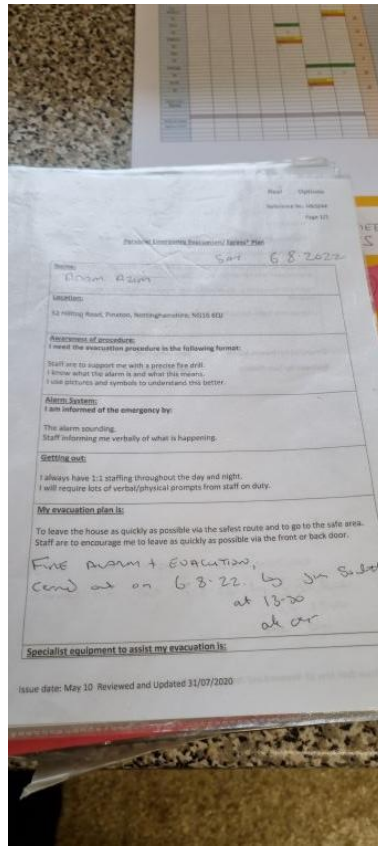 Real Options
Page 1/1
Personal Emergency Evacuation/ Egress* Plan
Sat 6.8.2022
Name:
Location:
Awareness of procedure:
I need the evacuation procedure in the following format:
Staff are to support me with a precise fire drill.
I know what the alarm is and what this means.
I use pictures and symbols to understand this better.
Alarm System:
I am informed of the emergency by:
The alarm sounding.
Staff informing me verbally of what is happening.
Getting out:
I always have 1:1 staffing throughout the day and night.
I will require lots of verbal/physical prompts from staff on duty.
My evacuation plan is:
To leave the house as quickly as possible via the safest route and to go to the safe area.
Staff are to encourage me to leave as quickly as possible via the front or back door.
FIRE ALARM + EVACUTION,
out on 6.8.22. by
at 13-30
Specialist equipment to assist my evacuation is:
Issue date: May 10 Reviewed and Updated 31/07/2020